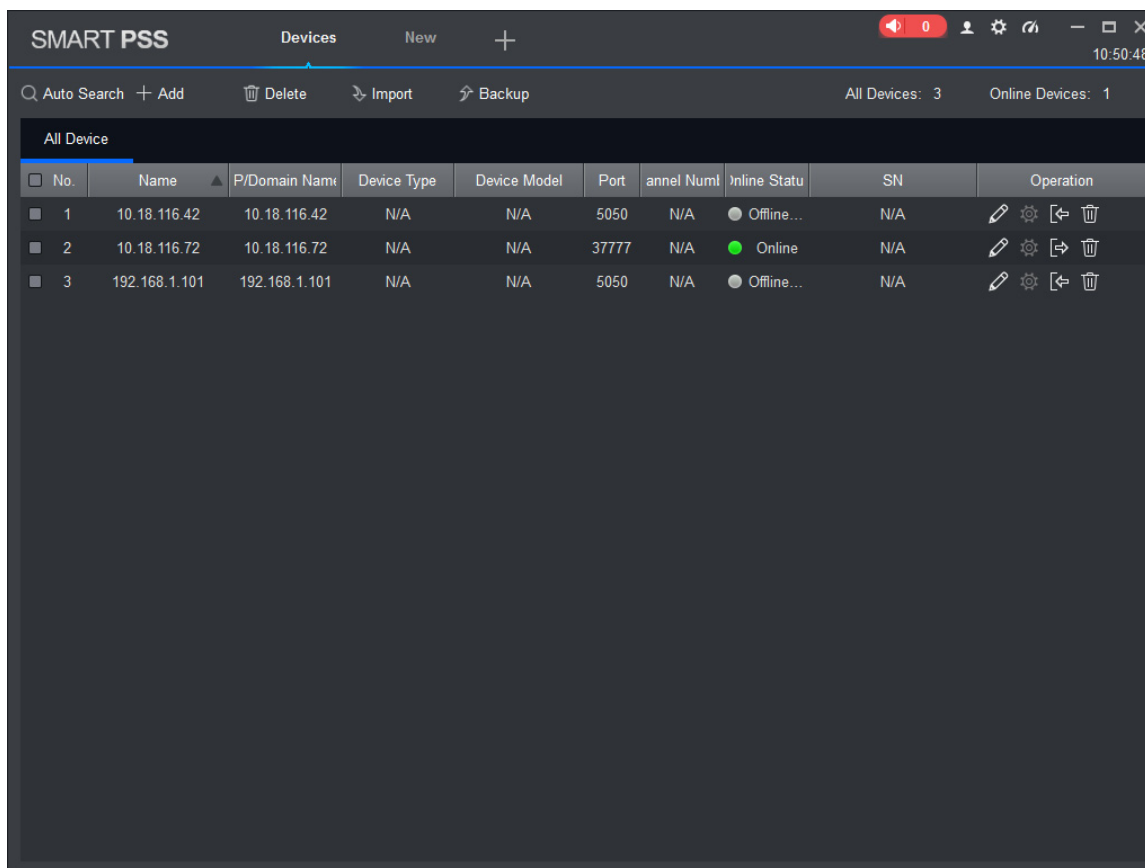 SMART PSS Devices New 0
10:50:48
Auto Search Add Delete Import Backup All Devices: 3 Online Devices: 1
All Device
No. Name P/Domain Name Device Type Device Model Port annel Numb nline Statu SN Operation
1 10.18.116.42 10.18.116.42 N/A N/A 5050 N/A Offline... N/A
2 10.18.116.72 10.18.116.72 N/A N/A 37777 N/A Online N/A
3 192.168.1.101 192.168.1.101 N/A N/A 5050 N/A Offline... N/A